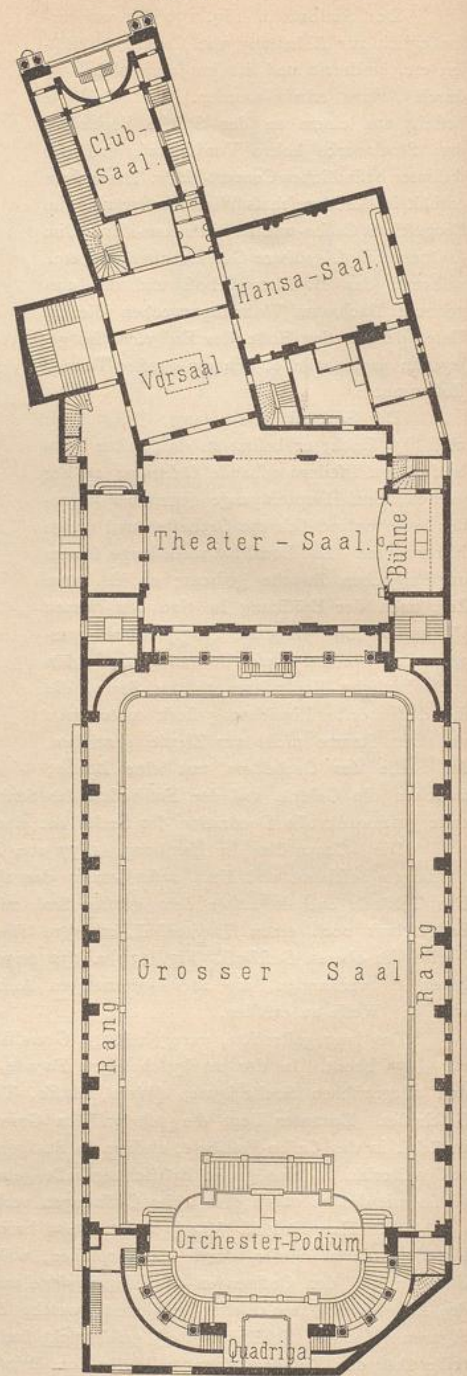 Club-
Saal.
Hansa-Saal.
Vorsaal
Theater-Saal.
Bühne
Grosser Saal
Rang
Rang
Orchester-Podium
Quadriga